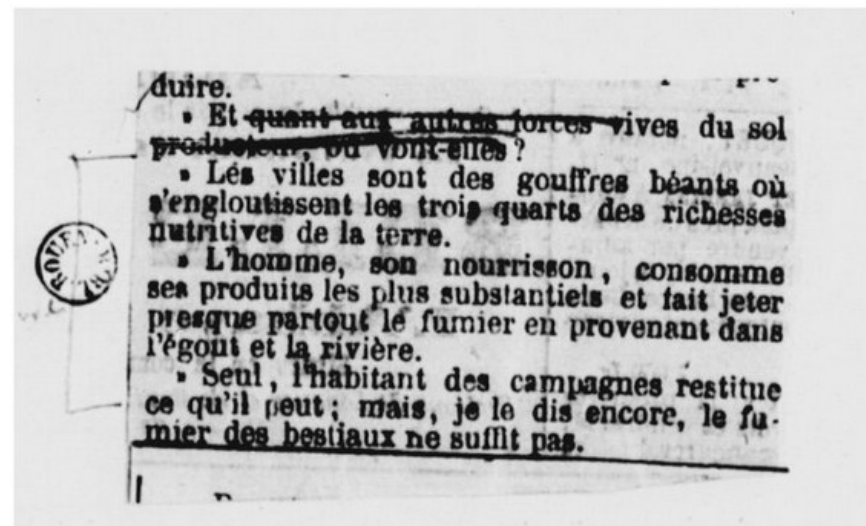 duire.
» Et quant aux autres forces vives du sol
producteur, où vont-elles ?
» Les villes sont des gouffres béants où
s'engloutissent les trois quarts des richesses
nutritives de la terre.
» L'homme, son nourrisson, consomme
ses produits les plus substantiels et fait jeter
presque partout le fumier en provenant dans
l'égout et la rivière.
» Seul, l'habitant des campagnes restitue
ce qu'il peut ; mais, je le dis encore, le fu-
mier des bestiaux ne suffit pas.
ROUEN